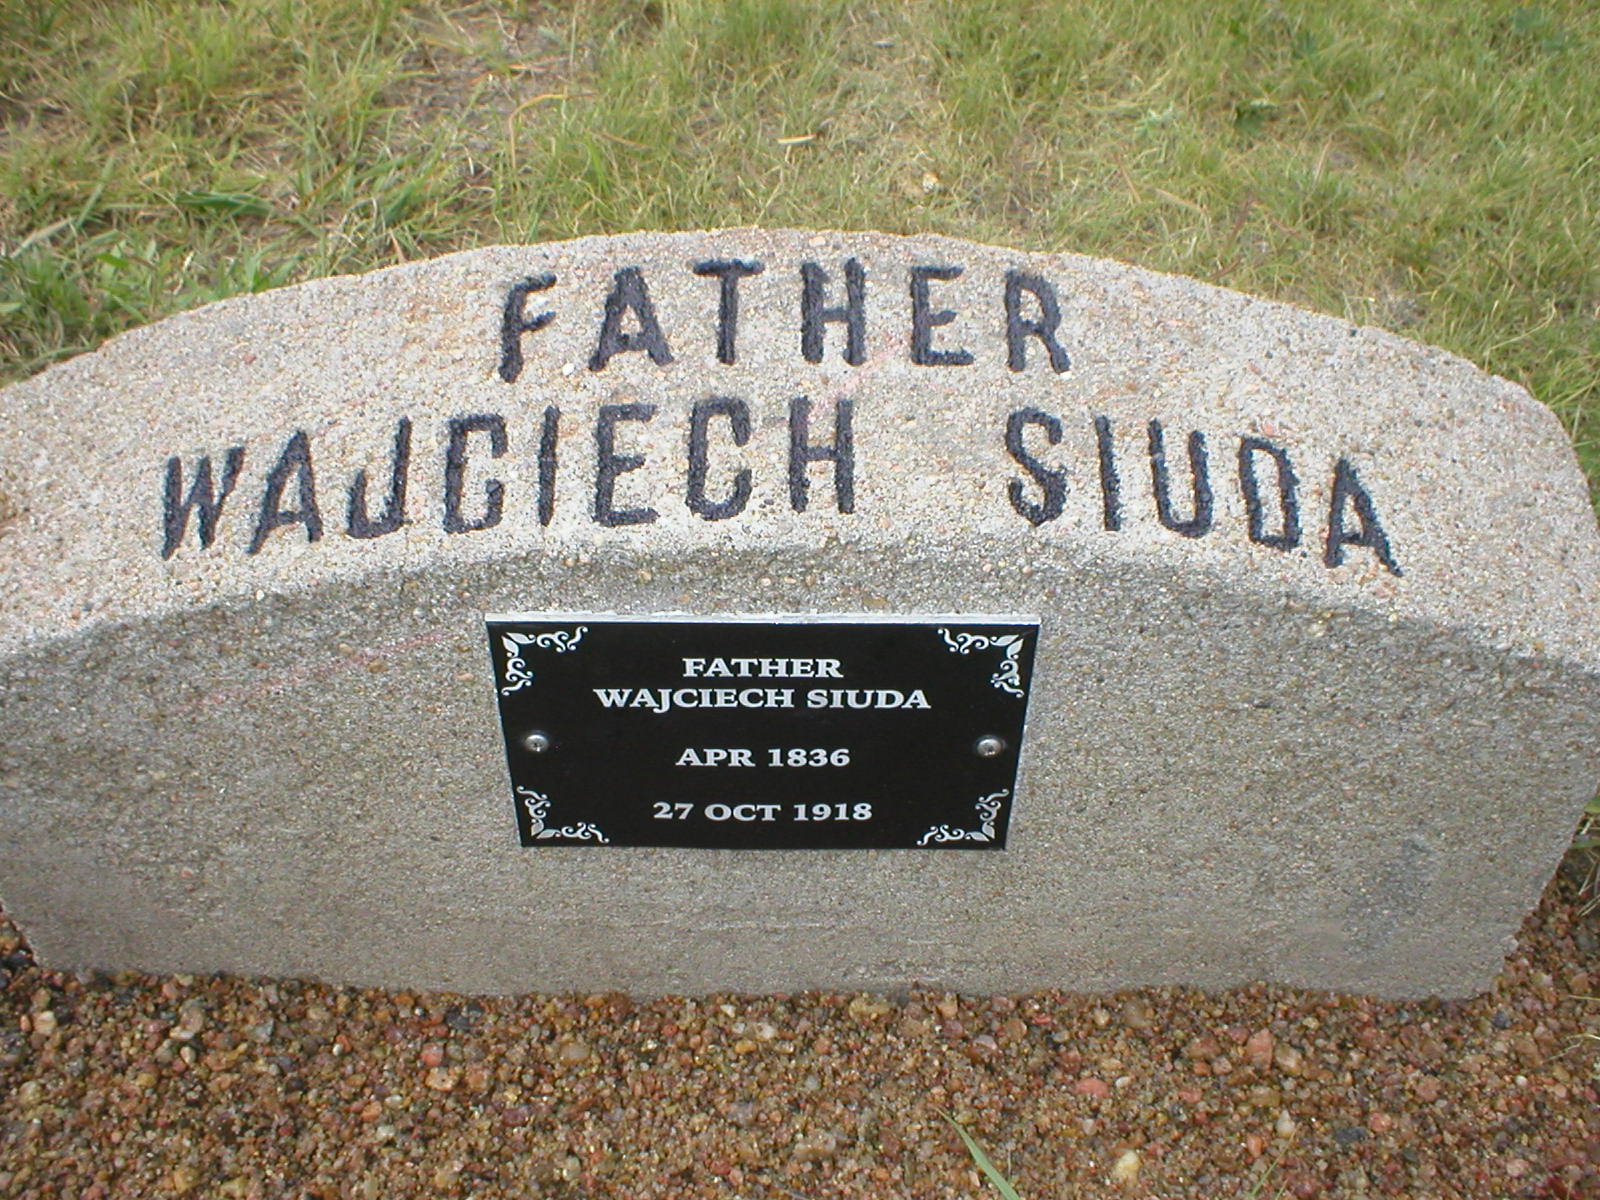 FATHER
WAJCIECH SIUDA
FATHER
WAJCIECH SIUDA
APR 1836
27 OCT 1918